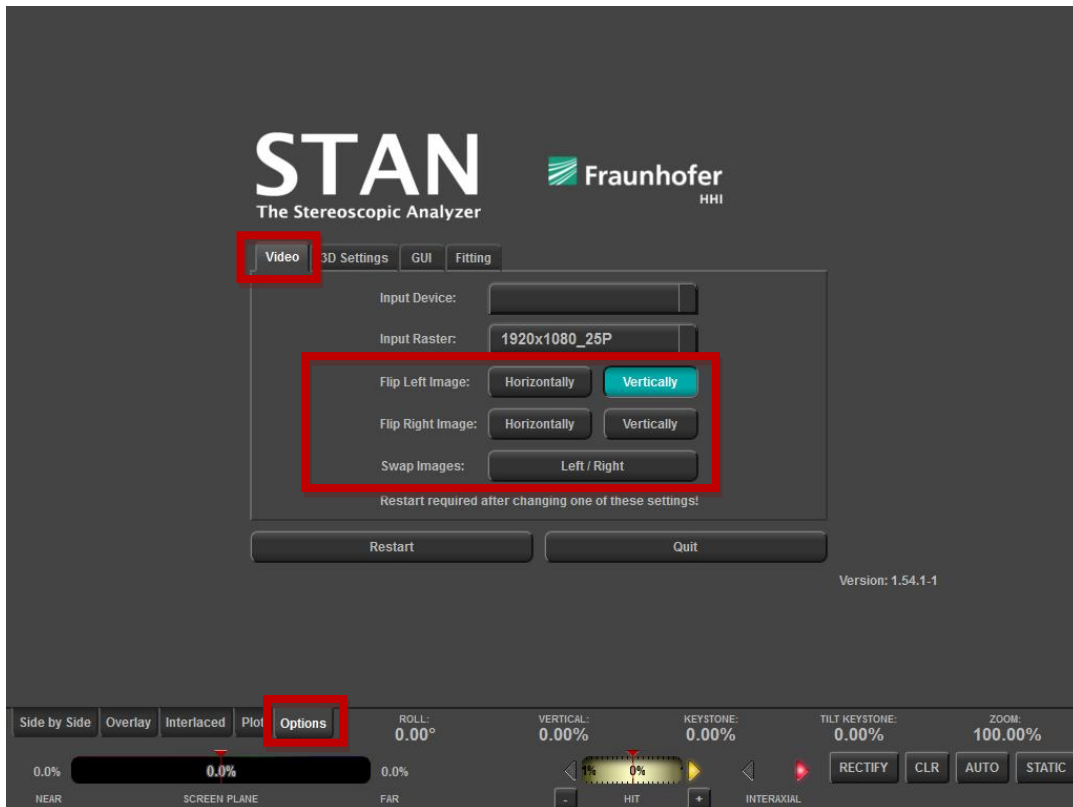 STAN
The Stereoscopic Analyzer
Fraunhofer
HHI
Video 3D Settings GUI Fitting
Input Device:
Input Raster: 1920x1080_25P
Flip Left Image: Horizontally Vertically
Flip Right Image: Horizontally Vertically
Swap Images: Left / Right
Restart required after changing one of these settings!
Restart Quit
Version: 1.54.1-1
Side by Side Overlay Interlaced Plot Options
ROLL: VERTICAL: KEYSTONE: TILT KEYSTONE: ZOOM:
0.00° 0.00% 0.00% 0.00% 100.00%
0.0% 0.0% 0.0% 1% 0% RECTIFY CLR AUTO STATIC
NEAR SCREEN PLANE FAR - HIT + INTERAXIAL